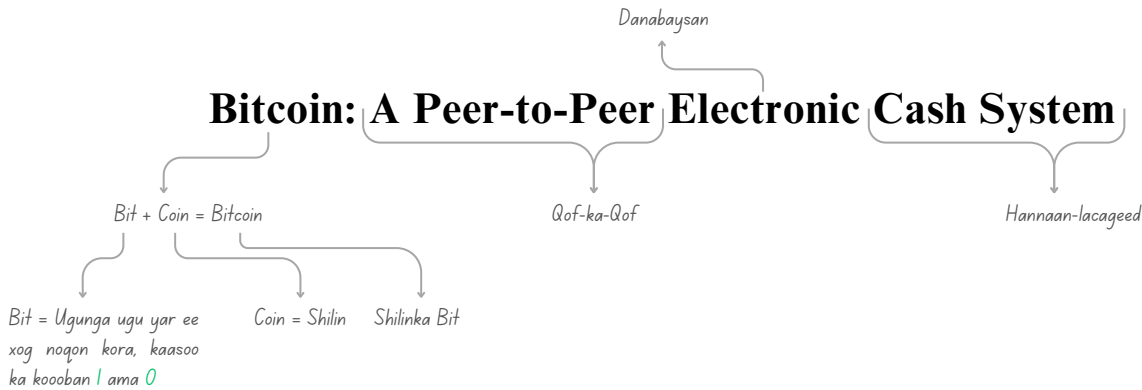 Danabaysan
Bitcoin: A Peer-to-Peer Electronic Cash System
Bit + Coin = Bitcoin
Qof-ka-Qof
Hannaan-lacageed
Bit = Ugunga ugu yar ee
xog noqon kora, kaasoo
ka koooban 1 ama 0
Coin = Shilin
Shilinka Bit